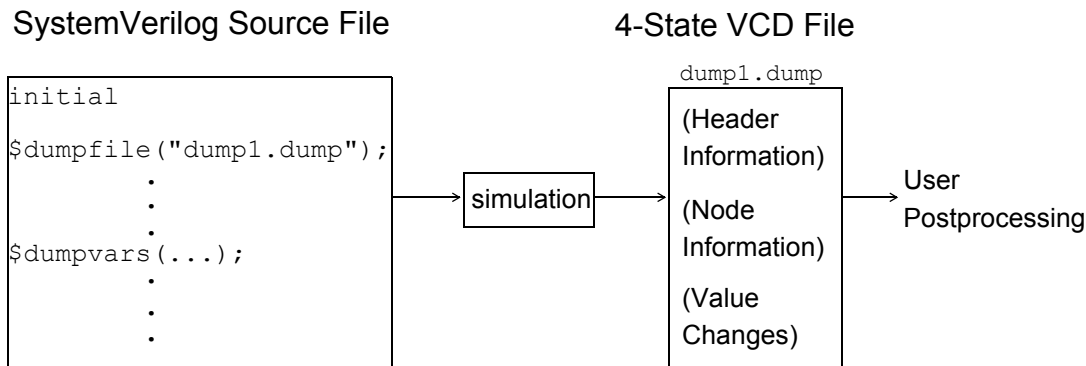 SystemVerilog Source File
4-State VCD File
initial
$dumpfile("dump1.dump");
.
.
.
$dumpvars(...);
.
.
.
simulation
dump1.dump
(Header
Information)
(Node
Information)
(Value
Changes)
User
Postprocessing